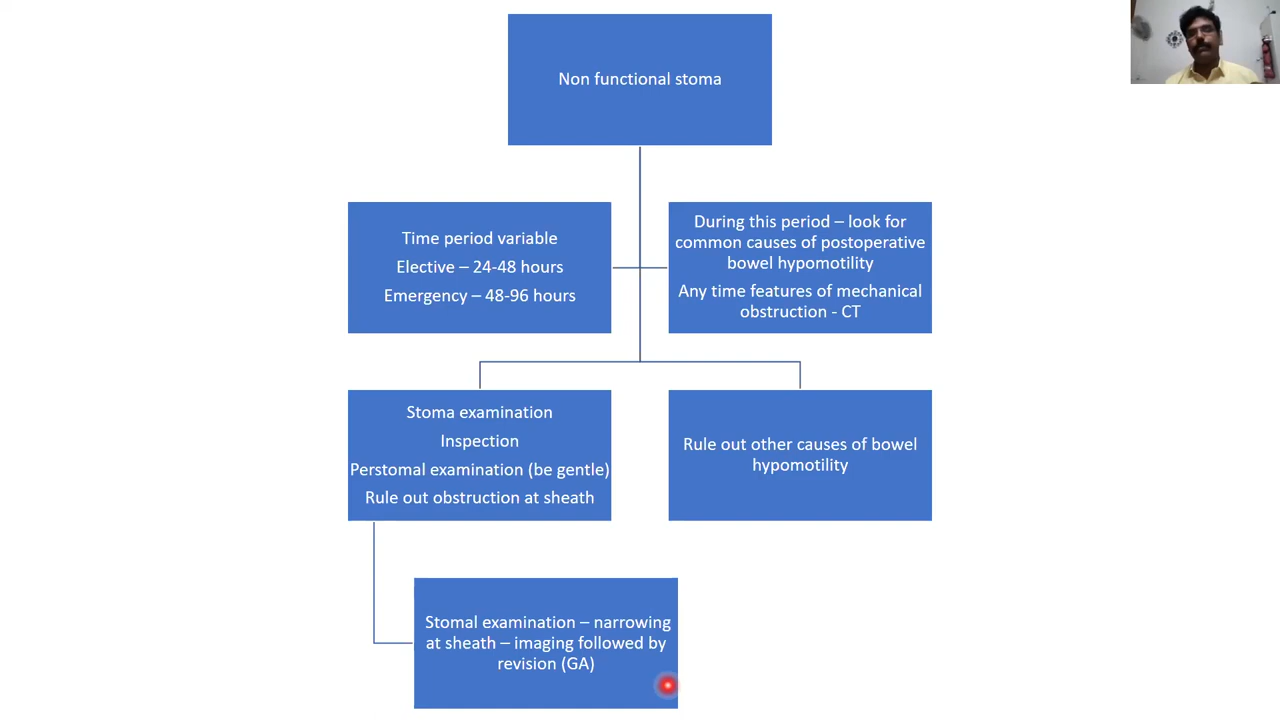 Non functional stoma
Time period variable
Elective – 24-48 hours
Emergency – 48-96 hours
During this period – look for
common causes of postoperative
bowel hypomotility
Any time features of mechanical
obstruction - CT
Stoma examination
Inspection
Perstomal examination (be gentle)
Rule out obstruction at sheath
Rule out other causes of bowel
hypomotility
Stomal examination – narrowing
at sheath – imaging followed by
revision (GA)